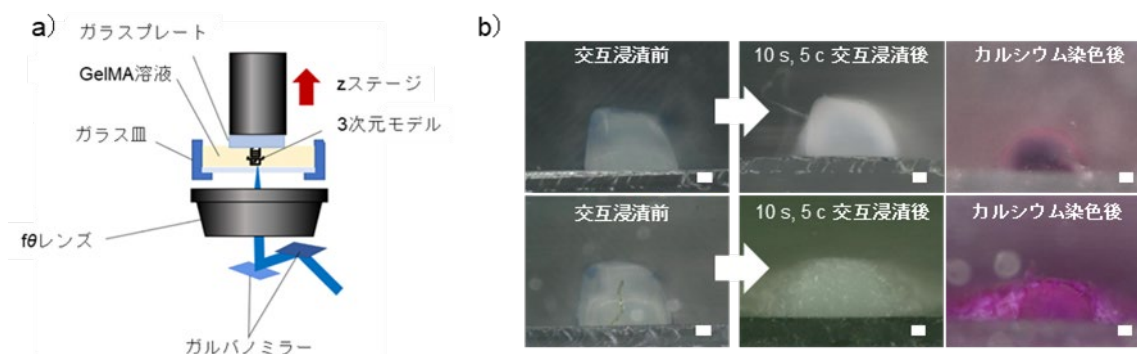 a)
ガラスプレート
GelMA溶液
ガラス皿
zステージ
3次元モデル
fθレンズ
ガルバノミラー
b)
交互浸漬前
10 s, 5 c 交互浸漬後
カルシウム染色後
交互浸漬前
10 s, 5 c 交互浸漬後
カルシウム染色後